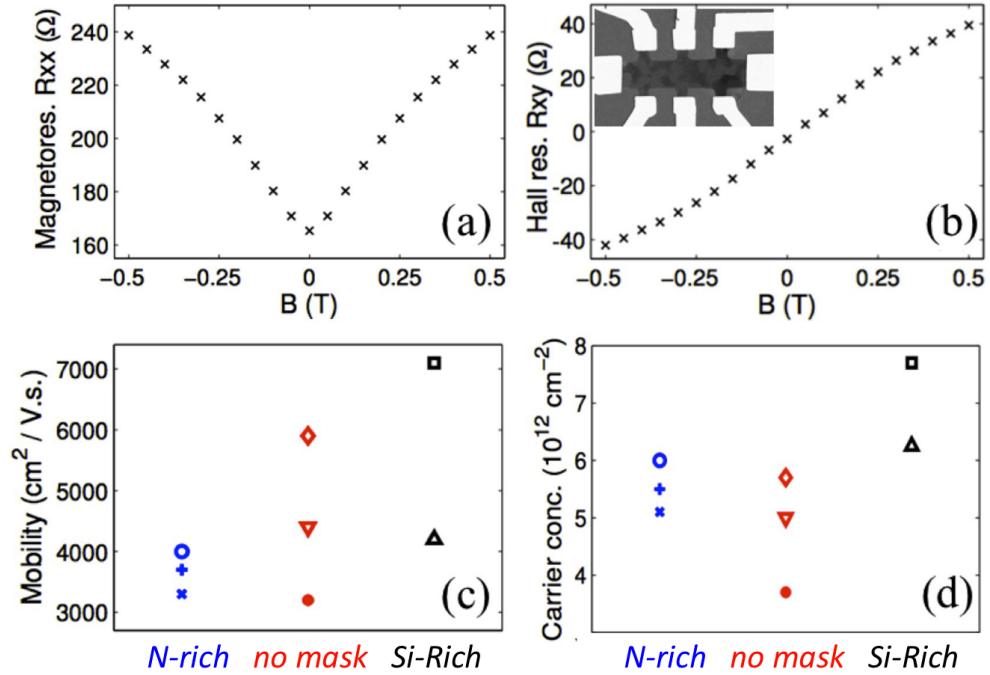 Magnetores. Rxx (Ω)
240
220
200
180
160
(a)
−0.5
−0.25
0
0.25
0.5
B (T)
Hall res. Rxy (Ω)
40
20
0
-20
-40
(b)
−0.5
−0.25
0
0.25
0.5
B (T)
Mobility (cm² / V.s.)
7000
6000
5000
4000
3000
(c)
N-rich no mask Si-Rich
Carrier conc. (10¹² cm−²)
8
7
6
5
4
(d)
N-rich no mask Si-Rich